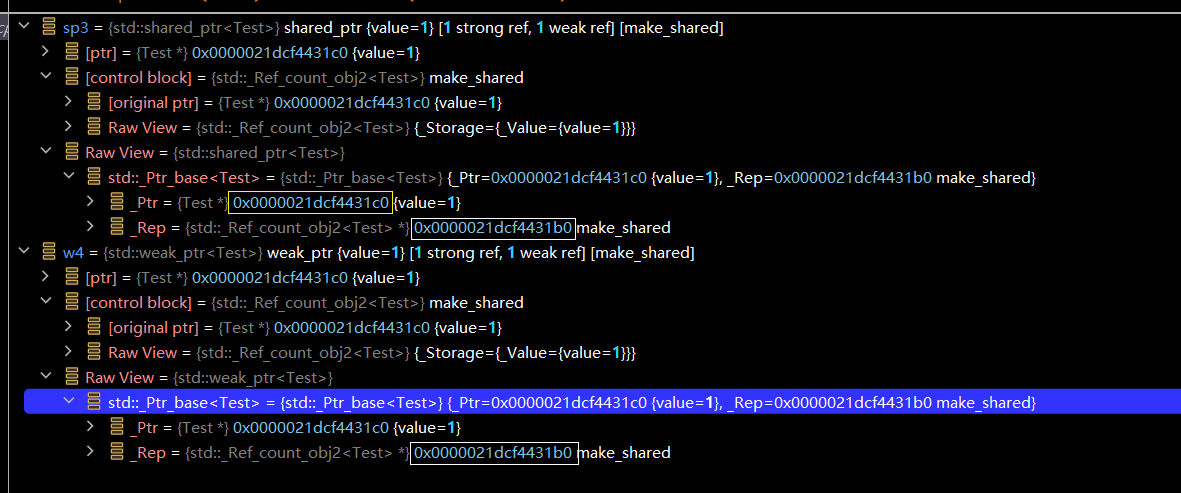 sp3 = {std::shared_ptr<Test>} shared_ptr {value=1} [1 strong ref, 1 weak ref] [make_shared]
[ptr] = {Test *} 0x0000021dcf4431c0 {value=1}
[control block] = {std::_Ref_count_obj2<Test>} make_shared
[original ptr] = {Test *} 0x0000021dcf4431c0 {value=1}
Raw View = {std::_Ref_count_obj2<Test>} {_Storage={_Value={value=1}}}
Raw View = {std::shared_ptr<Test>}
std::_Ptr_base<Test> = {std::_Ptr_base<Test>} {_Ptr=0x0000021dcf4431c0 {value=1}, _Rep=0x0000021dcf4431b0 make_shared}
_Ptr = {Test *} 0x0000021dcf4431c0 {value=1}
_Rep = {std::_Ref_count_obj2<Test> *} 0x0000021dcf4431b0 make_shared
w4 = {std::weak_ptr<Test>} weak_ptr {value=1} [1 strong ref, 1 weak ref] [make_shared]
[ptr] = {Test *} 0x0000021dcf4431c0 {value=1}
[control block] = {std::_Ref_count_obj2<Test>} make_shared
[original ptr] = {Test *} 0x0000021dcf4431c0 {value=1}
Raw View = {std::_Ref_count_obj2<Test>} {_Storage={_Value={value=1}}}
Raw View = {std::weak_ptr<Test>}
std::_Ptr_base<Test> = {std::_Ptr_base<Test>} {_Ptr=0x0000021dcf4431c0 {value=1}, _Rep=0x0000021dcf4431b0 make_shared}
_Ptr = {Test *} 0x0000021dcf4431c0 {value=1}
_Rep = {std::_Ref_count_obj2<Test> *} 0x0000021dcf4431b0 make_shared